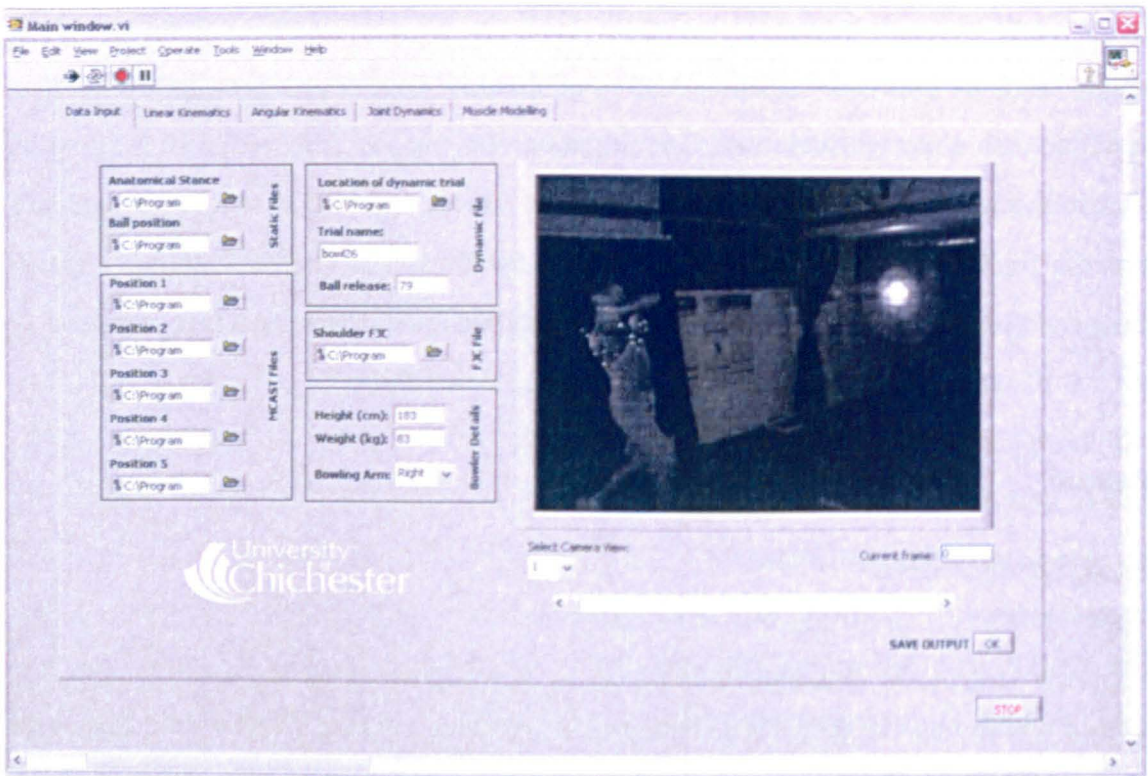 Main window.vi
File Edit View Project Operate Tools Window Help
Data Input Linear Kinematics Angular Kinematics Joint Dynamics Muscle Modelling
Anatomical Stance
C:\Program
Ball position
C:\Program
Static Files
Position 1
C:\Program
Position 2
C:\Program
Position 3
C:\Program
Position 4
C:\Program
Position 5
C:\Program
MCAST Files
Location of dynamic trial
C:\Program
Trial name:
bowl26
Ball release: 79
Dynamic File
Shoulder FJC
C:\Program
FJC File
Height (cm): 183
Weight (kg): 83
Bowling Arm: Right
Bowler Details
University
of
Chichester
Select Camera View:
1
Current frame: 0
SAVE OUTPUT OK
STOP